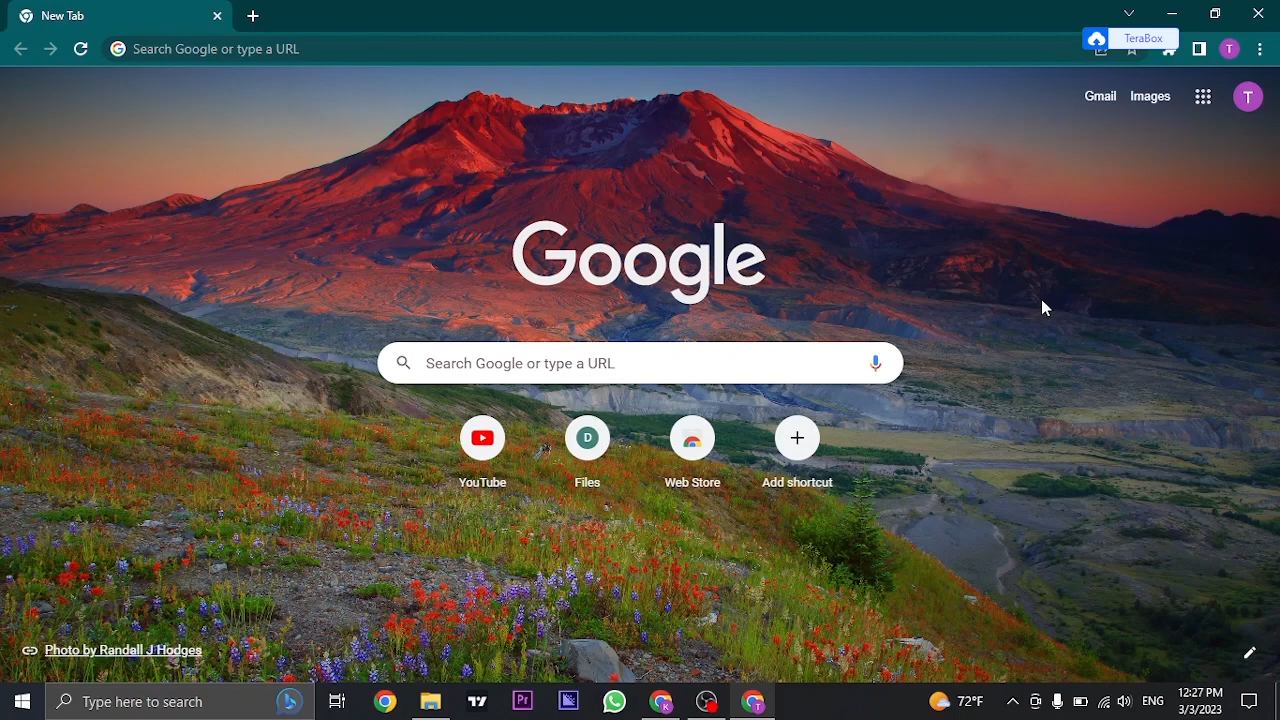 New Tab
TeraBox
Search Google or type a URL
T
Gmail
Images
T
Google
Search Google or type a URL
D
YouTube
Files
Web Store
Add shortcut
Photo by Randall J Hodges
Type here to search
Pr
K
T
72°F
ENG
12:27 PM
3/3/2023